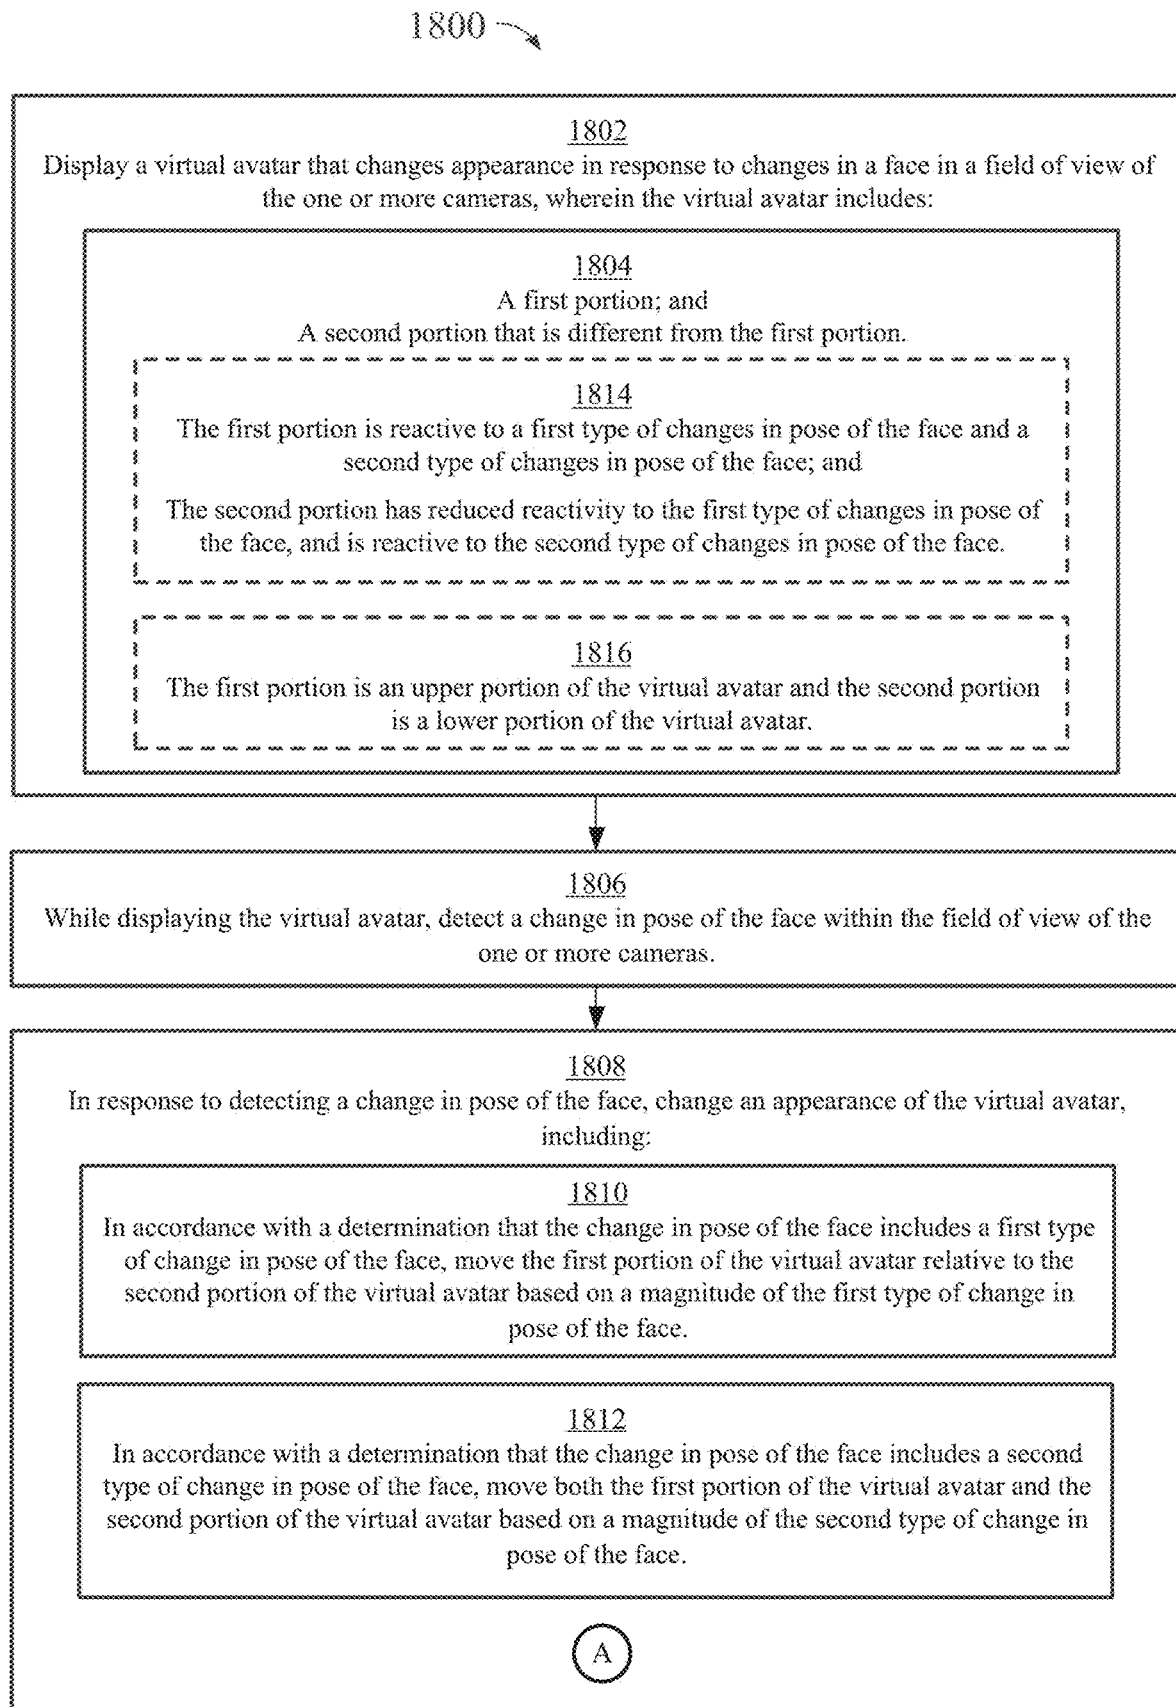 1800
1802
Display a virtual avatar that changes appearance in response to changes in a face in a field of view of
the one or more cameras, wherein the virtual avatar includes:
1804
A first portion; and
A second portion that is different from the first portion.
1814
The first portion is reactive to a first type of changes in pose of the face and a
second type of changes in pose of the face; and
The second portion has reduced reactivity to the first type of changes in pose of
the face, and is reactive to the second type of changes in pose of the face.
1816
The first portion is an upper portion of the virtual avatar and the second portion
is a lower portion of the virtual avatar.
1806
While displaying the virtual avatar, detect a change in pose of the face within the field of view of the
one or more cameras.
1808
In response to detecting a change in pose of the face, change an appearance of the virtual avatar,
including:
1810
In accordance with a determination that the change in pose of the face includes a first type
of change in pose of the face, move the first portion of the virtual avatar relative to the
second portion of the virtual avatar based on a magnitude of the first type of change in
pose of the face.
1812
In accordance with a determination that the change in pose of the face includes a second
type of change in pose of the face, move both the first portion of the virtual avatar and the
second portion of the virtual avatar based on a magnitude of the second type of change in
pose of the face.
A